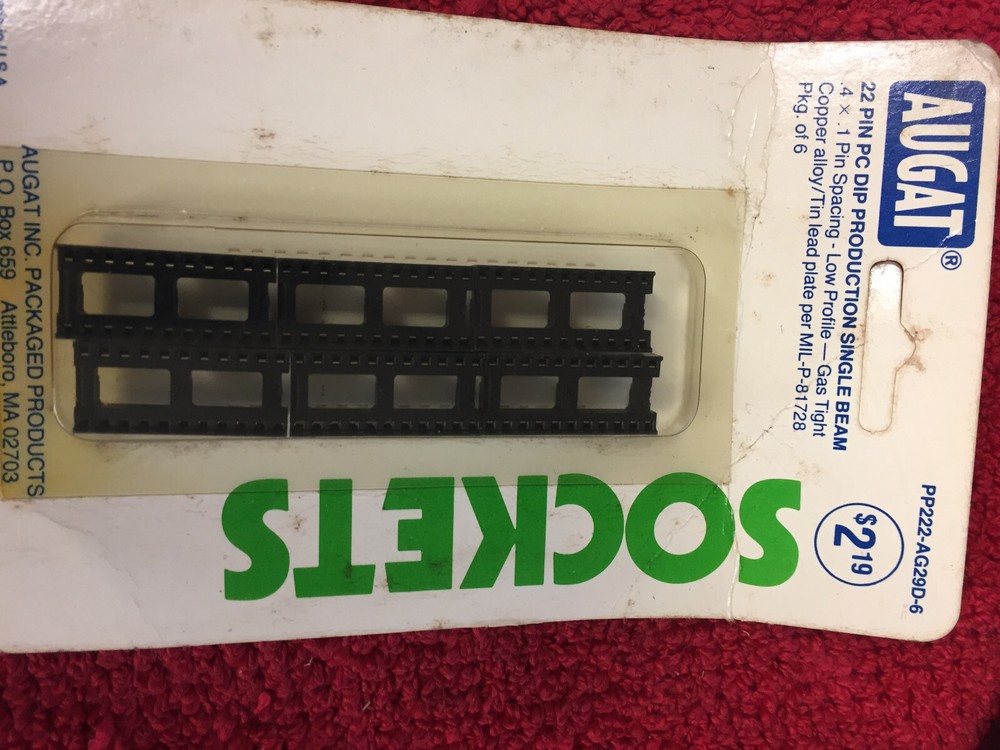 AUGAT®
22 PIN PC DIP PRODUCTION SINGLE BEAM
.4 x .1 Pin Spacing - Low Profile — Gas Tight
Copper alloy/Tin lead plate per MIL-P-81728
Pkg. of 6
PP222-AG29D-6
$219
SOCKETS
AUGAT INC. PACKAGED PRODUCTS
P.O. Box 659 Attleboro, MA 02703
U.S.A.